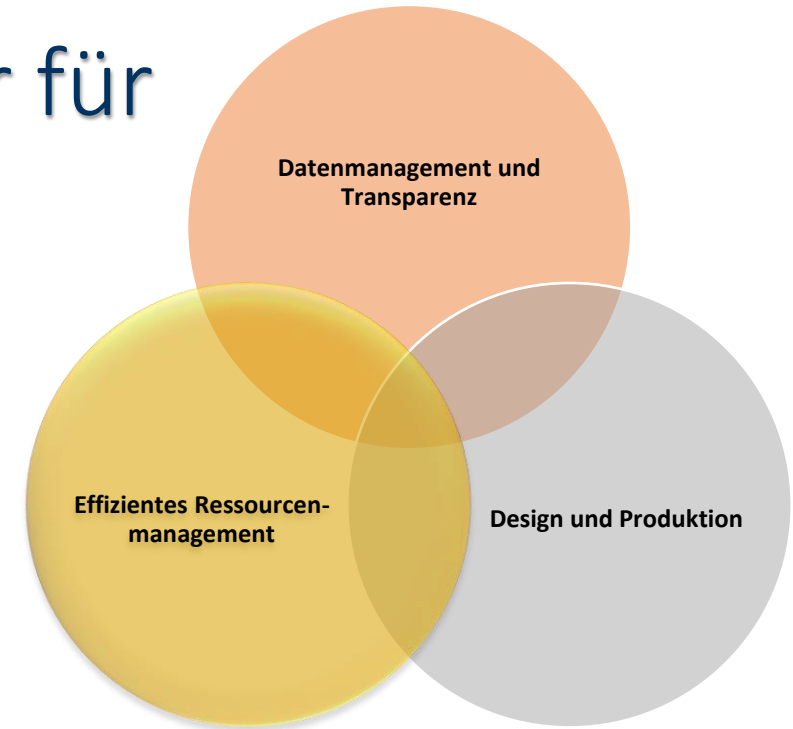 r für
Datenmanagement und
Transparenz
Effizientes Ressourcen-
management
Design und Produktion